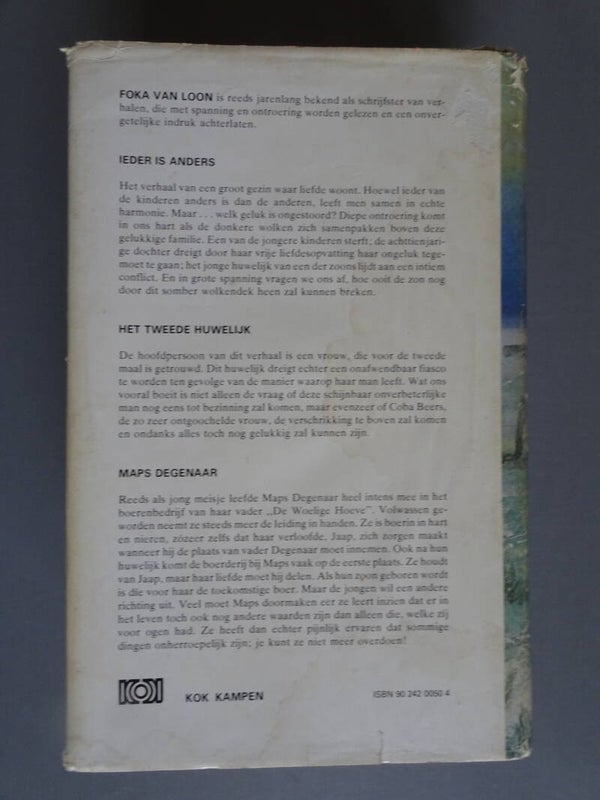 FOKA VAN LOON is reeds jarenlang bekend als schrijfster van ver-
halen, die met spanning en ontroering worden gelezen en een onver-
getelijke indruk achterlaten.
IEDER IS ANDERS
Het verhaal van een groot gezin waar liefde woont. Hoewel ieder van
de kinderen anders is dan de anderen, leeft men samen in echte
harmonie. Maar . . . welk geluk is ongestoord? Diepe ontroering komt
in ons hart als de donkere wolken zich samenpakken boven deze
gelukkige familie. Een van de jongere kinderen sterft; de achttienjari-
ge dochter dreigt door haar vrije liefdesopvatting haar ongeluk tege-
moet te gaan; het jonge huwelijk van een der zoons lijdt aan een intiem
conflict. En in grote spanning vragen we ons af, hoe ooit de zon nog
door dit somber wolkendek heen zal kunnen breken.
HET TWEEDE HUWELIJK
De hoofdpersoon van dit verhaal is een vrouw, die voor de tweede
maal is getrouwd. Dit huwelijk dreigt echter een onafwendbaar fiasco
te worden ten gevolge van de manier waarop haar man leeft. Wat ons
vooral boeit is niet alleen de vraag of deze schijnbaar onverbeterlijke
man nog eens tot bezinning zal komen, maar evenzeer of Coba Beers,
de zo zeer ontgoochelde vrouw, de verschrikking te boven zal komen
en ondanks alles toch nog gelukkig zal kunnen zijn.
MAPS DEGENAAR
Reeds als jong meisje leefde Maps Degenaar heel intens mee in het
boerenbedrijf van haar vader „De Woelige Hoeve". Volwassen ge-
worden neemt ze steeds meer de leiding in handen. Ze is boerin in hart
en nieren, zózeer zelfs dat haar verloofde, Jaap, zich zorgen maakt
wanneer hij de plaats van vader Degenaar moet innemen. Ook na hun
huwelijk komt de boerderij bij Maps vaak op de eerste plaats. Ze houdt
van Jaap, maar haar liefde moet hij delen. Als hun zoon geboren wordt
is die voor haar de toekomstige boer. Maar de jongen wil een andere
richting uit. Veel moet Maps doormaken eer ze leert inzien dat er in
het leven toch ook nog andere waarden zijn dan alleen die, welke zij
voor ogen had. Ze heeft dan echter pijnlijk ervaren dat sommige
dingen onherroepelijk zijn; je kunt ze niet meer overdoen!
KOK KAMPEN
ISBN 90 242 0050 4